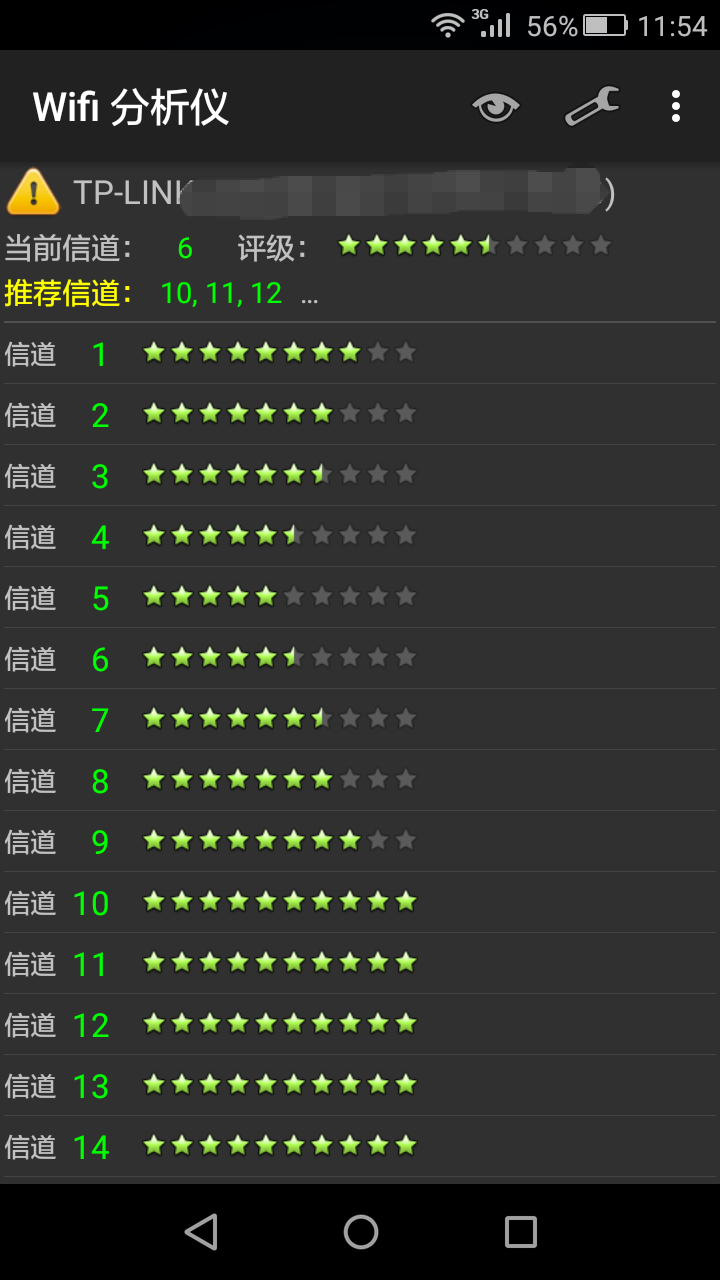 3G 56% 11:54
Wifi 分析仪
TP-LINK )
当前信道： 6 评级：
推荐信道： 10, 11, 12 ...
信道 1
信道 2
信道 3
信道 4
信道 5
信道 6
信道 7
信道 8
信道 9
信道 10
信道 11
信道 12
信道 13
信道 14